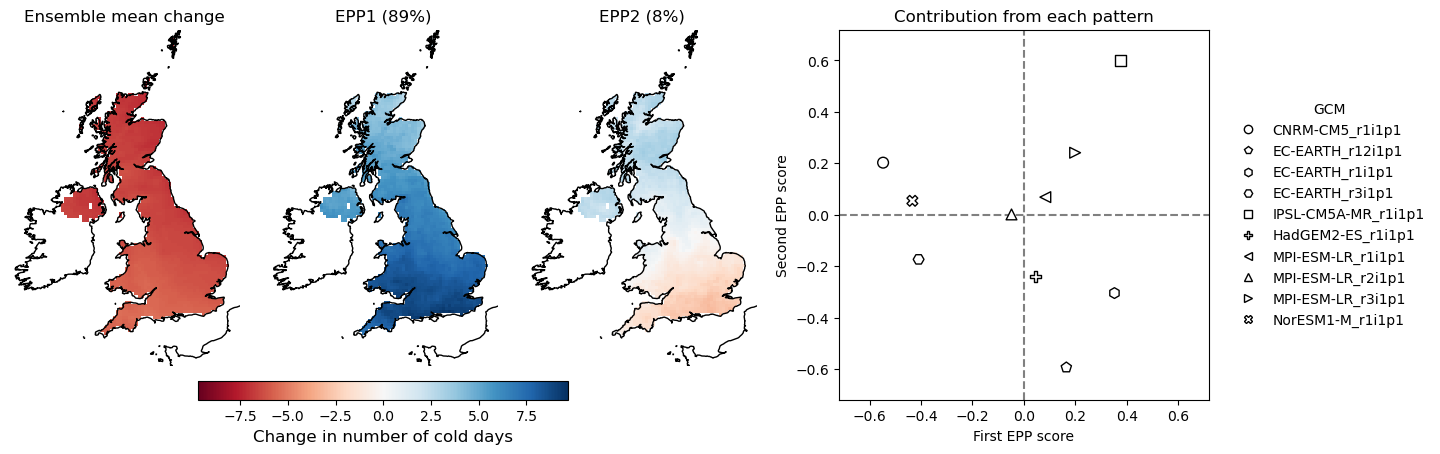 Ensemble mean change
EPP1 (89%)
EPP2 (8%)
Contribution from each pattern
−7.5 −5.0 −2.5 0.0 2.5 5.0 7.5
Change in number of cold days
Second EPP score
0.6
0.4
0.2
0.0
−0.2
−0.4
−0.6
−0.6 −0.4 −0.2 0.0 0.2 0.4 0.6
First EPP score
GCM
CNRM-CM5_r1i1p1
EC-EARTH_r12i1p1
EC-EARTH_r1i1p1
EC-EARTH_r3i1p1
IPSL-CM5A-MR_r1i1p1
HadGEM2-ES_r1i1p1
MPI-ESM-LR_r1i1p1
MPI-ESM-LR_r2i1p1
MPI-ESM-LR_r3i1p1
NorESM1-M_r1i1p1